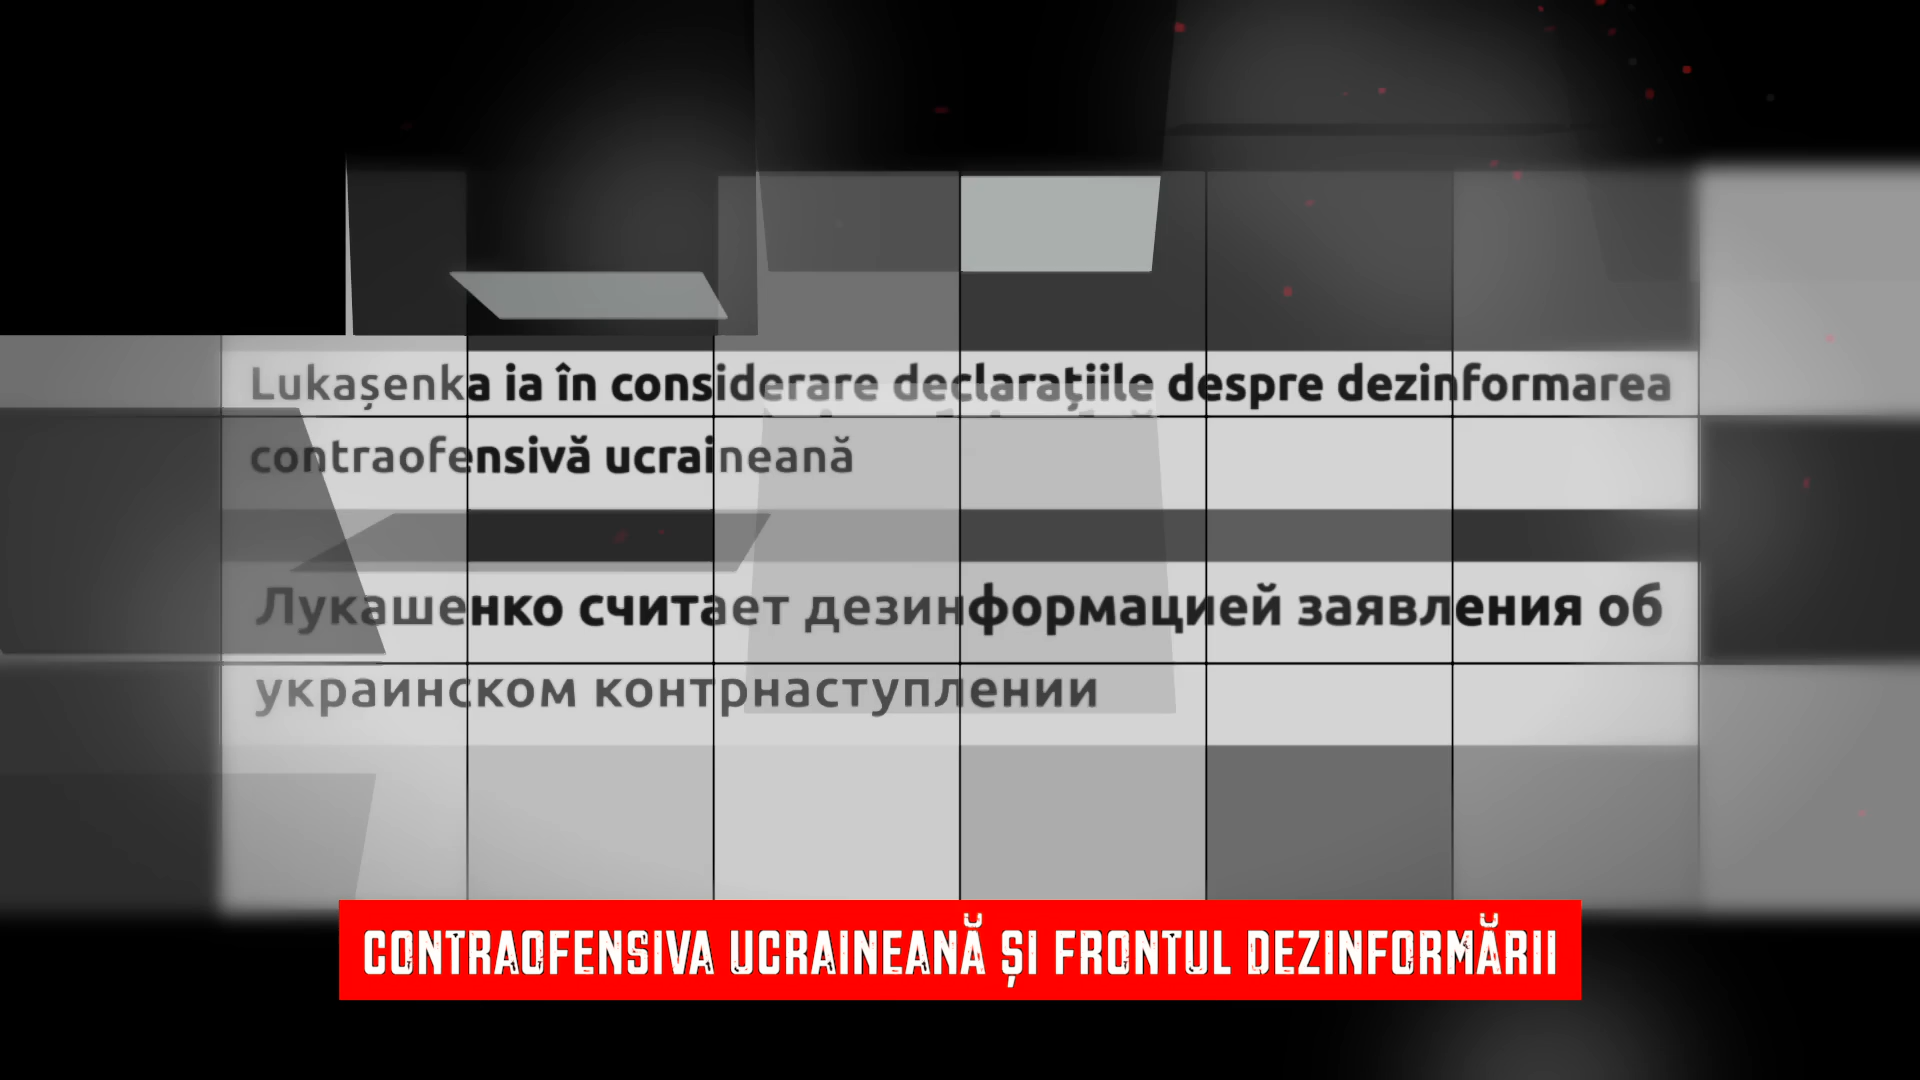 Lukașenka ia în considerare declarațiile despre dezinformarea
contraofensivă ucraineană
Лукашенко считает дезинформацией заявления об
украинском контрнаступлении
CONTRAOFENSIVA UCRAINEANĂ ȘI FRONTUL DEZINFORMĂRII